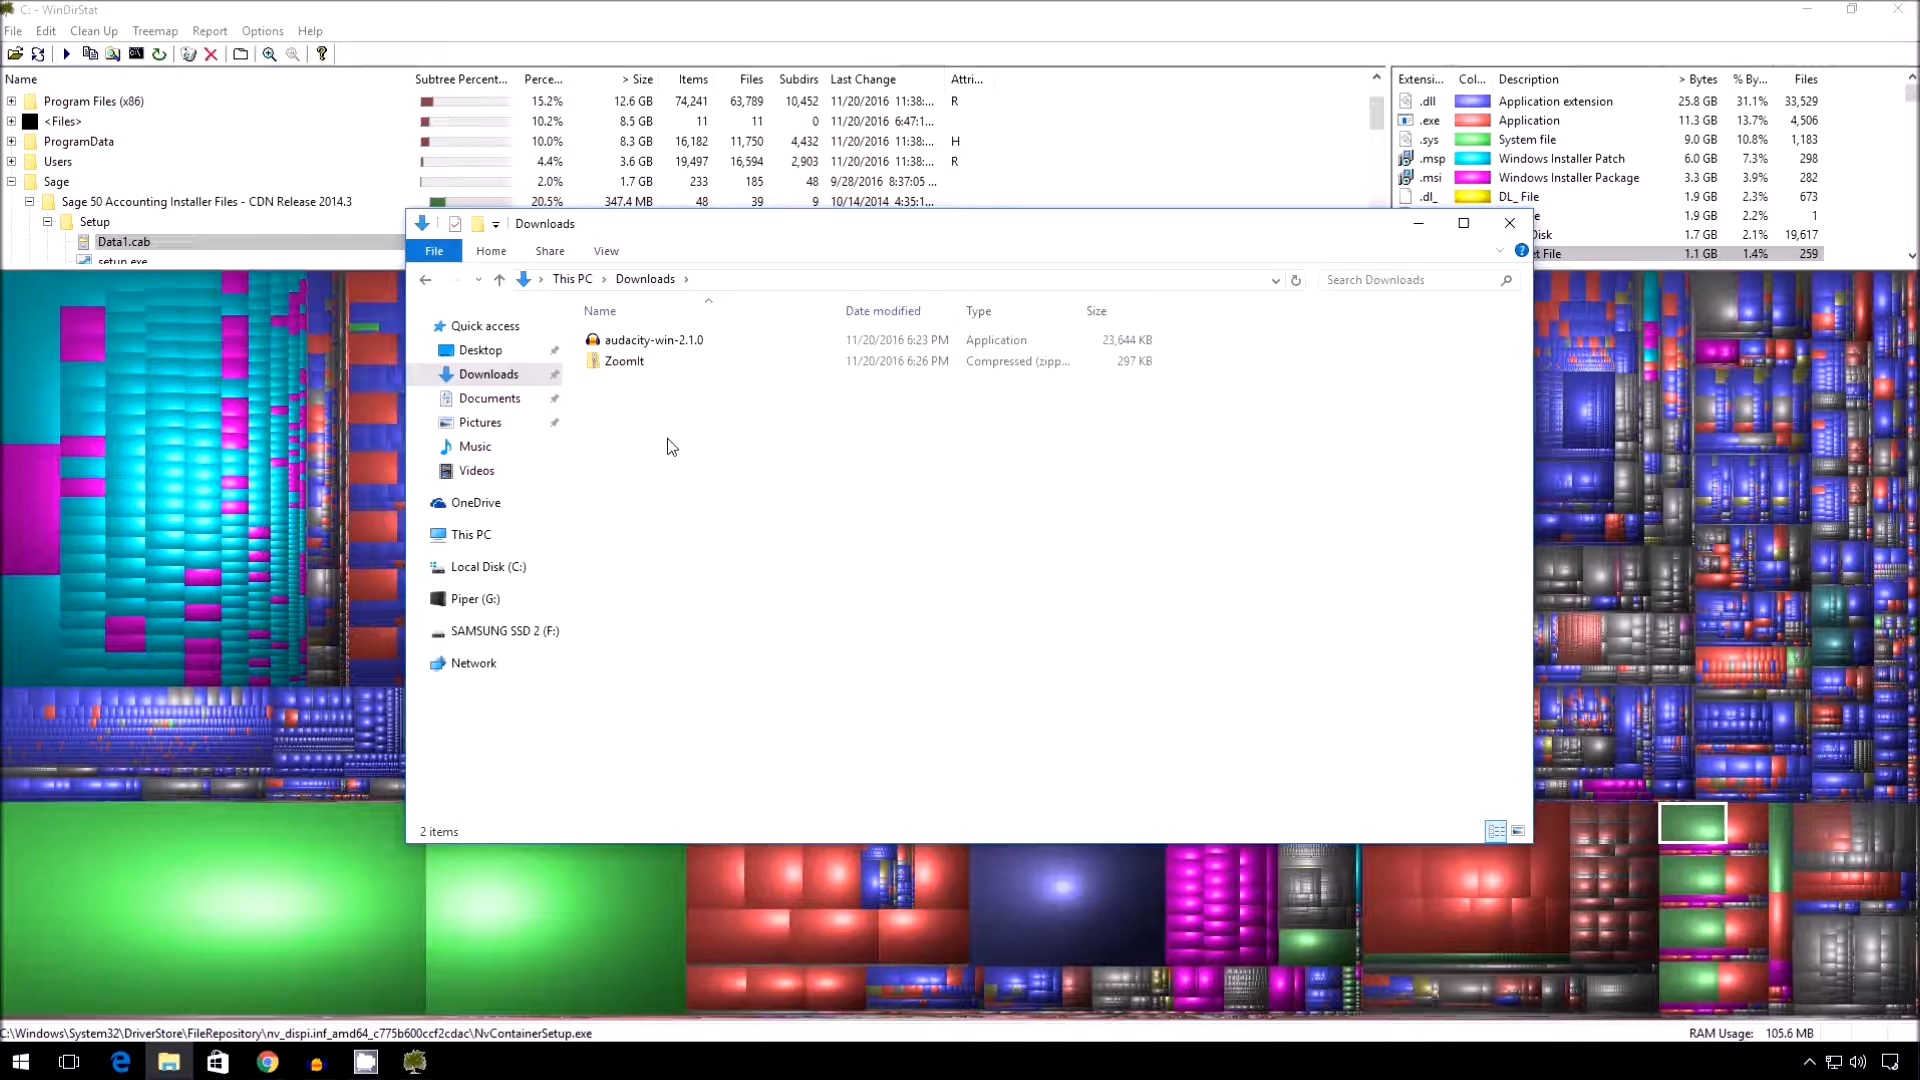 C: - WinDirStat
File Edit Clean Up Treemap Report Options Help
Name Subtree Percent... Perce... > Size Items Files Subdirs Last Change Attri...
Program Files (x86) 15.2% 12.6 GB 74,241 63,789 10,452 11/20/2016 11:38:... R
<Files> 10.2% 8.5 GB 11 11 0 11/20/2016 6:47:1...
ProgramData 10.0% 8.3 GB 16,182 11,750 4,432 11/20/2016 11:38:... H
Users 4.4% 3.6 GB 19,497 16,594 2,903 11/20/2016 11:38:... R
Sage 2.0% 1.7 GB 233 185 48 9/28/2016 8:37:05 ...
Sage 50 Accounting Installer Files - CDN Release 2014.3 20.5% 347.4 MB 48 39 9 10/14/2014 4:35:1...
Setup
Data1.cab
setup.exe
Extensi... Col... Description > Bytes % By... Files
.dll Application extension 25.8 GB 31.1% 33,529
.exe Application 11.3 GB 13.7% 4,506
.sys System file 9.0 GB 10.8% 1,183
.msp Windows Installer Patch 6.0 GB 7.3% 298
.msi Windows Installer Package 3.3 GB 3.9% 282
.dl_ DL_ File 1.9 GB 2.3% 673
e 1.9 GB 2.2% 1
Disk 1.7 GB 2.1% 19,617
et File 1.1 GB 1.4% 259
Downloads
File Home Share View
This PC > Downloads >
Search Downloads
Name Date modified Type Size
audacity-win-2.1.0 11/20/2016 6:23 PM Application 23,644 KB
ZoomIt 11/20/2016 6:26 PM Compressed (zipp... 297 KB
Quick access
Desktop
Downloads
Documents
Pictures
Music
Videos
OneDrive
This PC
Local Disk (C:)
Piper (G:)
SAMSUNG SSD 2 (F:)
Network
2 items
C:\Windows\System32\DriverStore\FileRepository\nv_dispi.inf_amd64_c775b600ccf2cdac\NvContainerSetup.exe
RAM Usage: 105.6 MB